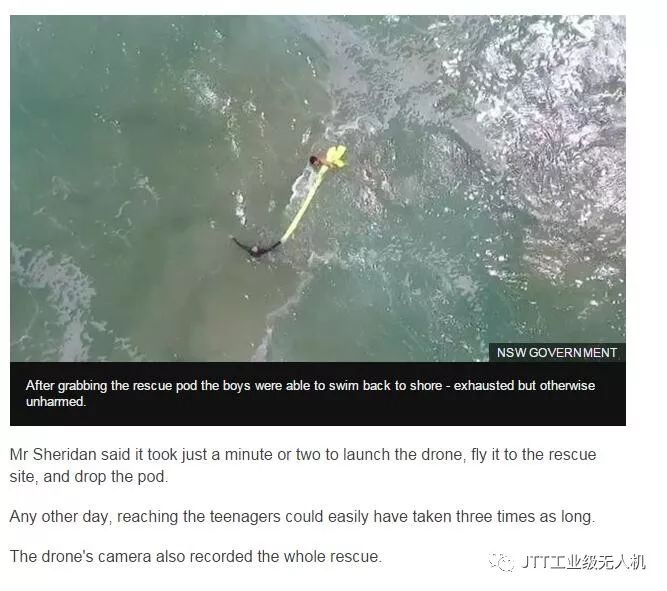 NSW GOVERNMENT
After grabbing the rescue pod the boys were able to swim back to shore - exhausted but otherwise
unharmed.
Mr Sheridan said it took just a minute or two to launch the drone, fly it to the rescue
site, and drop the pod.
Any other day, reaching the teenagers could easily have taken three times as long.
The drone's camera also recorded the whole rescue.
JTT工业级无人机